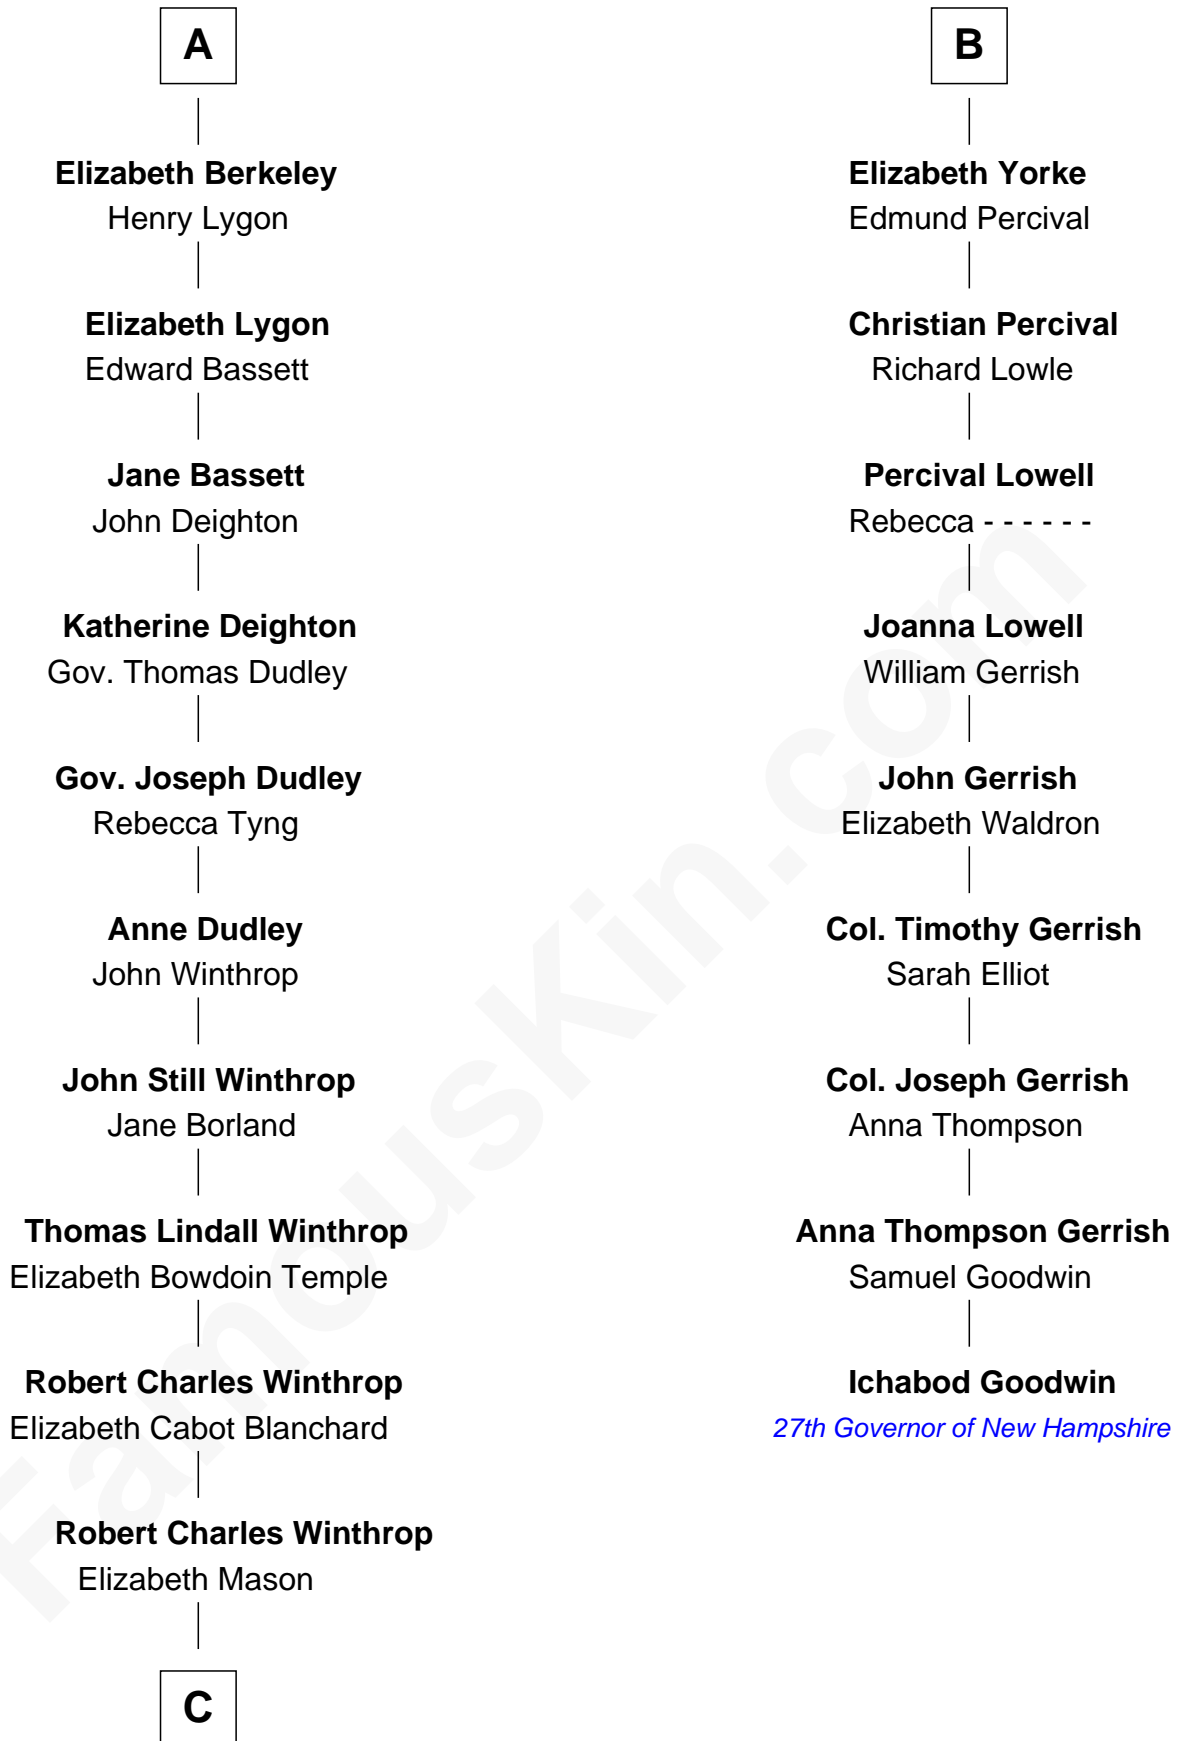 A
Elizabeth Berkeley
Henry Lygon
Elizabeth Lygon
Edward Bassett
Jane Bassett
John Deighton
Katherine Deighton
Gov. Thomas Dudley
Gov. Joseph Dudley
Rebecca Tyng
Anne Dudley
John Winthrop
John Still Winthrop
Jane Borland
Thomas Lindall Winthrop
Elizabeth Bowdoin Temple
Robert Charles Winthrop
Elizabeth Cabot Blanchard
Robert Charles Winthrop
Elizabeth Mason
C
B
Elizabeth Yorke
Edmund Percival
Christian Percival
Richard Lowle
Percival Lowell
Rebecca - - - - - -
Joanna Lowell
William Gerrish
John Gerrish
Elizabeth Waldron
Col. Timothy Gerrish
Sarah Elliot
Col. Joseph Gerrish
Anna Thompson
Anna Thompson Gerrish
Samuel Goodwin
Ichabod Goodwin
27th Governor of New Hampshire
FamousKin.com